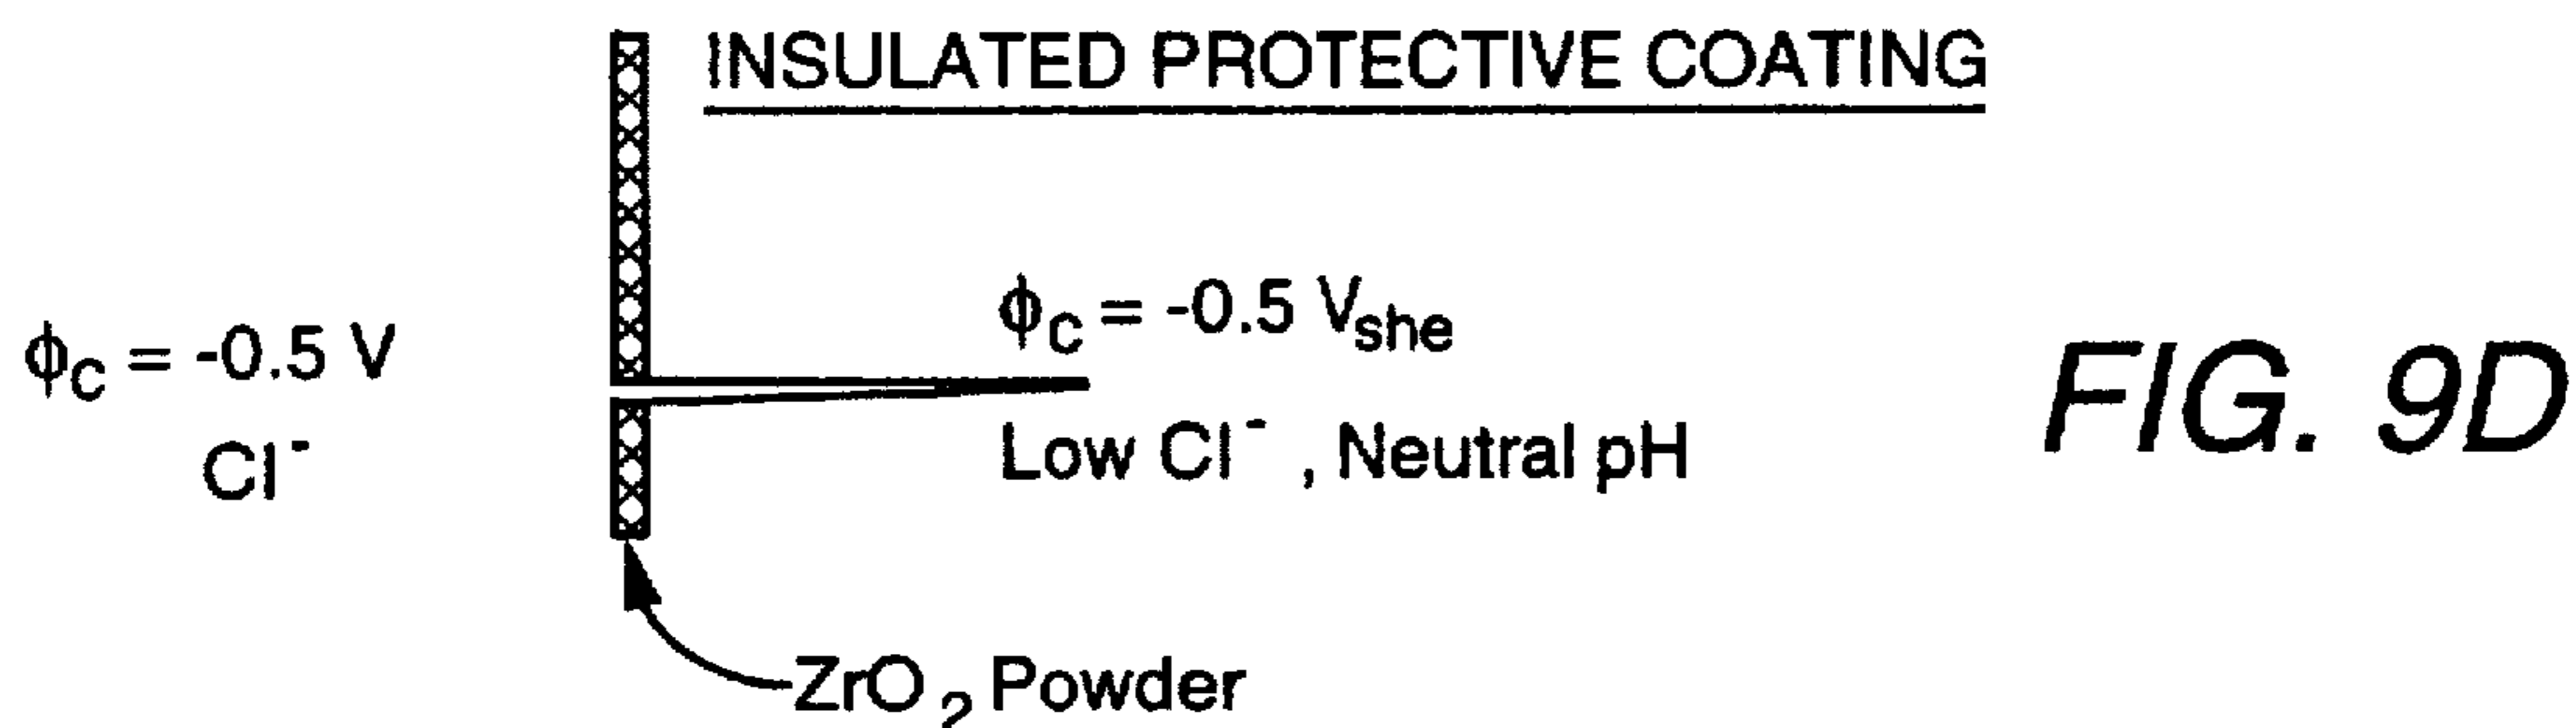 INSULATED PROTECTIVE COATING
ϕC = -0.5 Vshe
ϕC = -0.5 V
Cl-
Low Cl- , Neutral pH
FIG. 9D
ZrO2 Powder